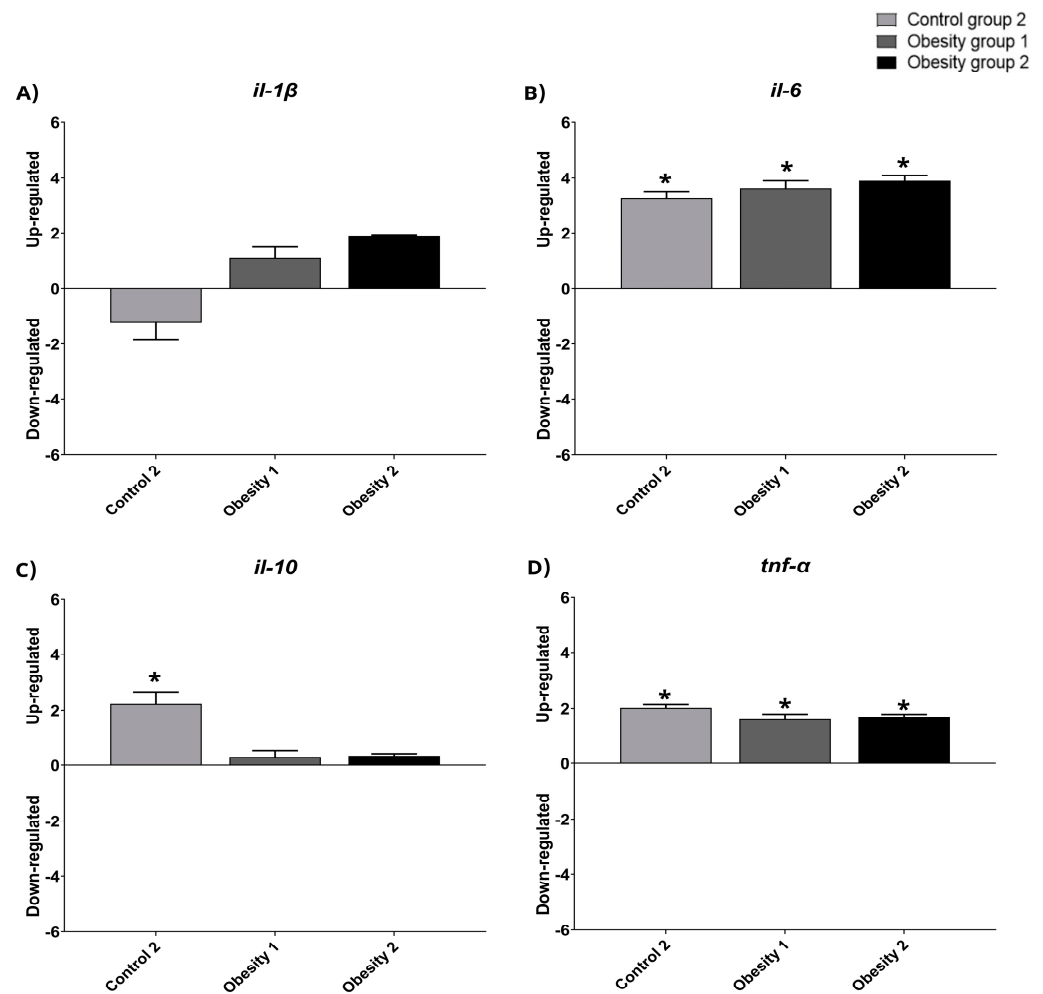 Control group 2
Obesity group 1
Obesity group 2
A)
il-1β
Up-regulated
Down-regulated
6
4
2
0
-2
-4
-6
Control 2
Obesity 1
Obesity 2
B)
il-6
Up-regulated
Down-regulated
6
4
2
0
-2
-4
-6
*
*
*
Control 2
Obesity 1
Obesity 2
C)
il-10
Up-regulated
Down-regulated
6
4
2
0
-2
-4
-6
*
Control 2
Obesity 1
Obesity 2
D)
tnf-α
Up-regulated
Down-regulated
6
4
2
0
-2
-4
-6
*
*
*
Control 2
Obesity 1
Obesity 2